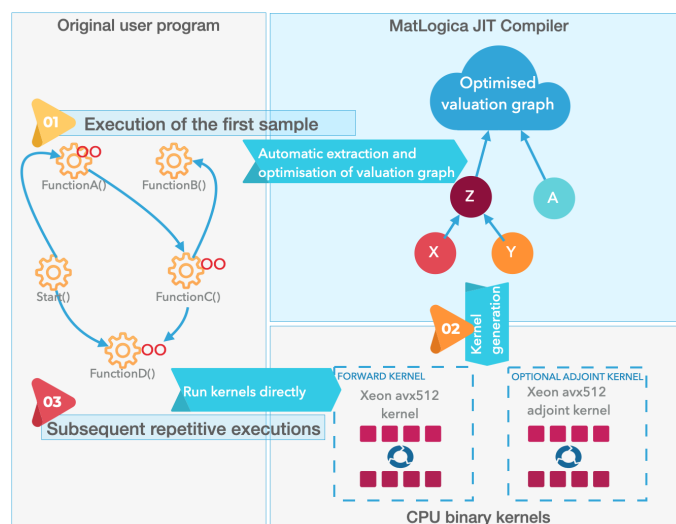 Original user program
MatLogica JIT Compiler
Optimised
valuation graph
01
Execution of the first sample
Automatic extraction and
optimisation of valuation graph
FunctionA()
FunctionB()
Z
A
X
Y
Start()
FunctionC()
FunctionD()
02
Kernel
generation
03
Run kernels directly
Subsequent repetitive executions
FORWARD KERNEL
Xeon avx512
kernel
OPTIONAL ADJOINT KERNEL
Xeon avx512
adjoint kernel
CPU binary kernels